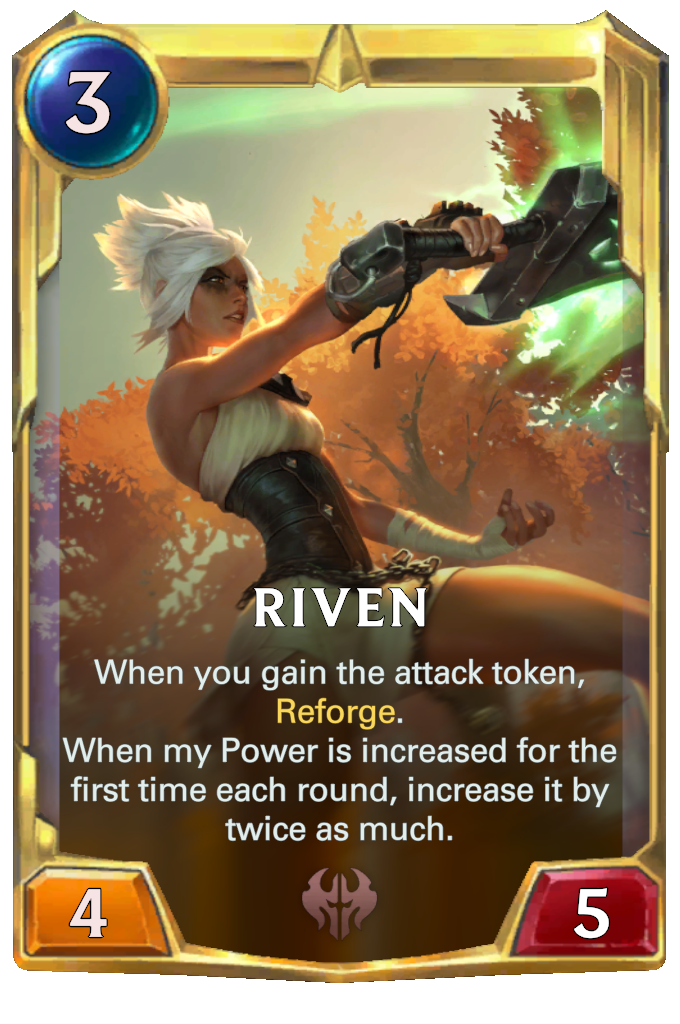 3
RIVEN
When you gain the attack token,
Reforge.
When my Power is increased for the
first time each round, increase it by
twice as much.
4
5